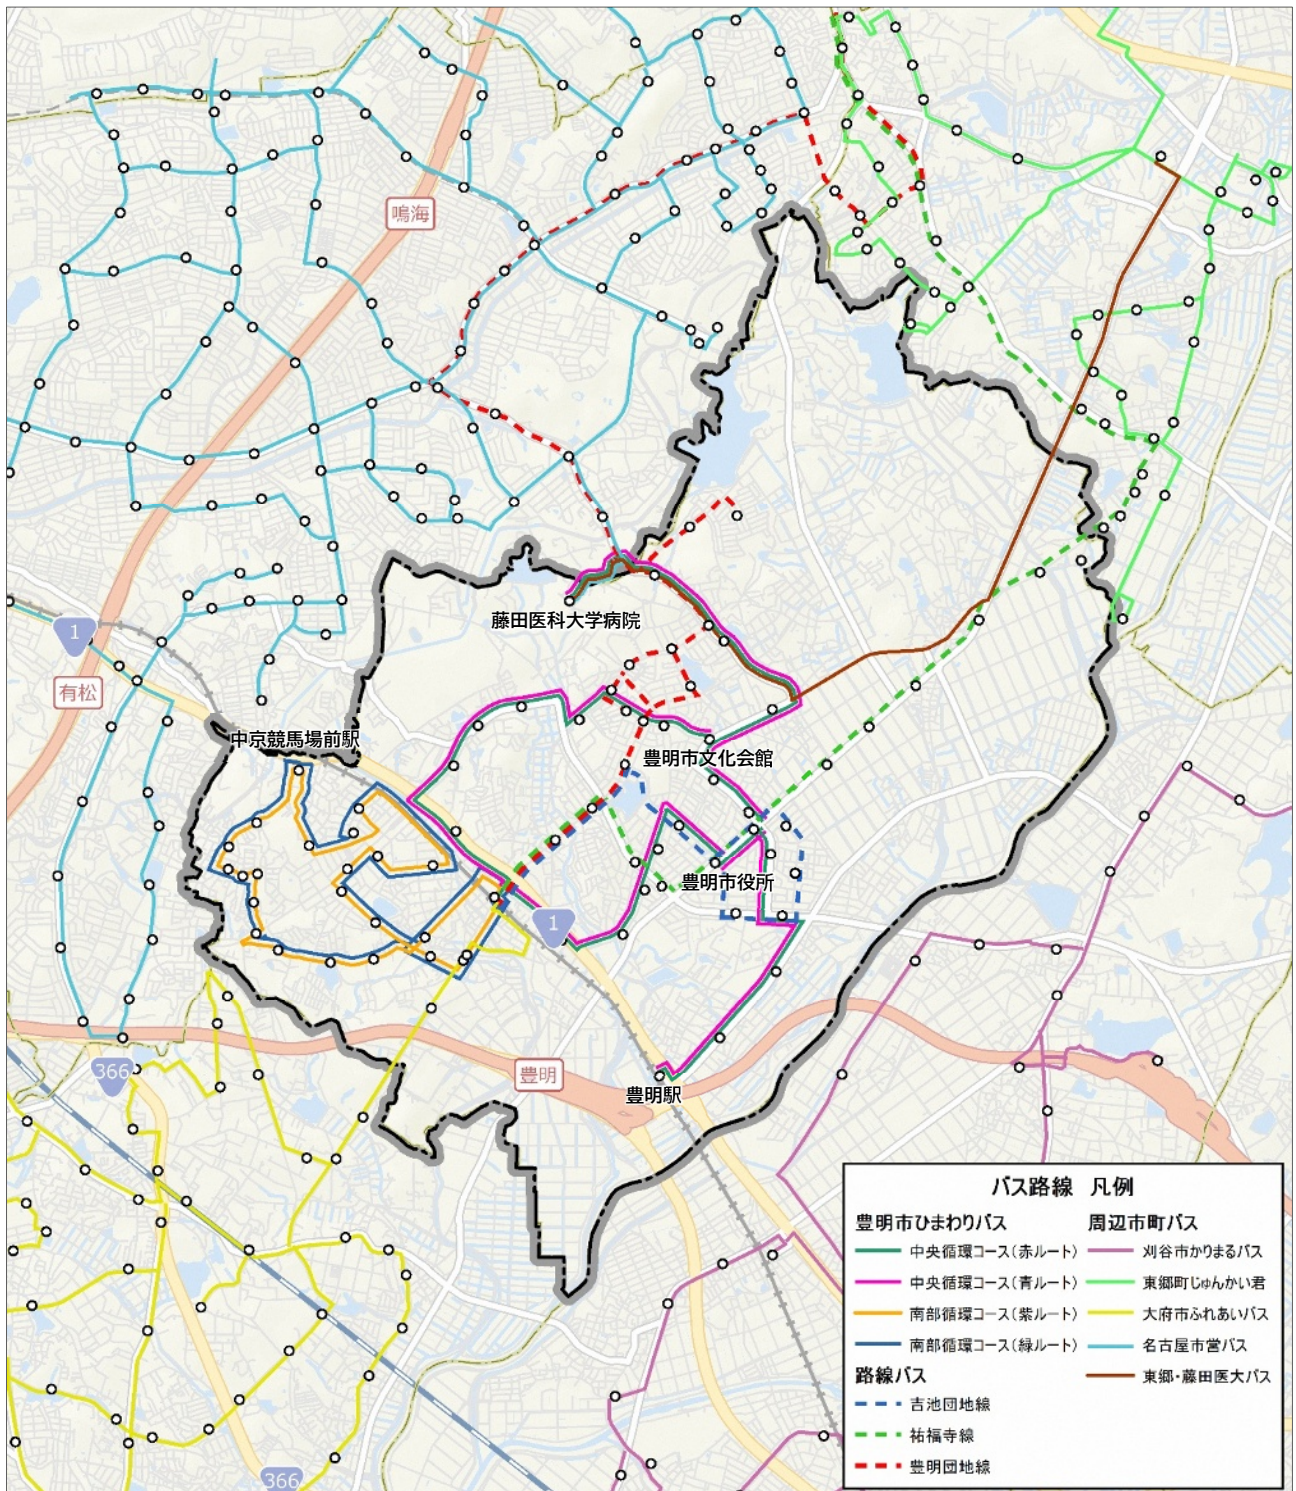 鳴海
1
有松
藤田医科大学病院
中京競馬場前駅
豊明市文化会館
豊明市役所
1
366
豊明
豊明駅
366
バス路線 凡例
豊明市ひまわりバス
中央循環コース(赤ルート)
中央循環コース(青ルート)
南部循環コース(紫ルート)
南部循環コース(緑ルート)
路線バス
吉池団地線
祐福寺線
豊明団地線
周辺市町バス
刈谷市かりまるバス
東郷町じゅんかい君
大府市ふれあいバス
名古屋市営バス
東郷・藤田医大バス